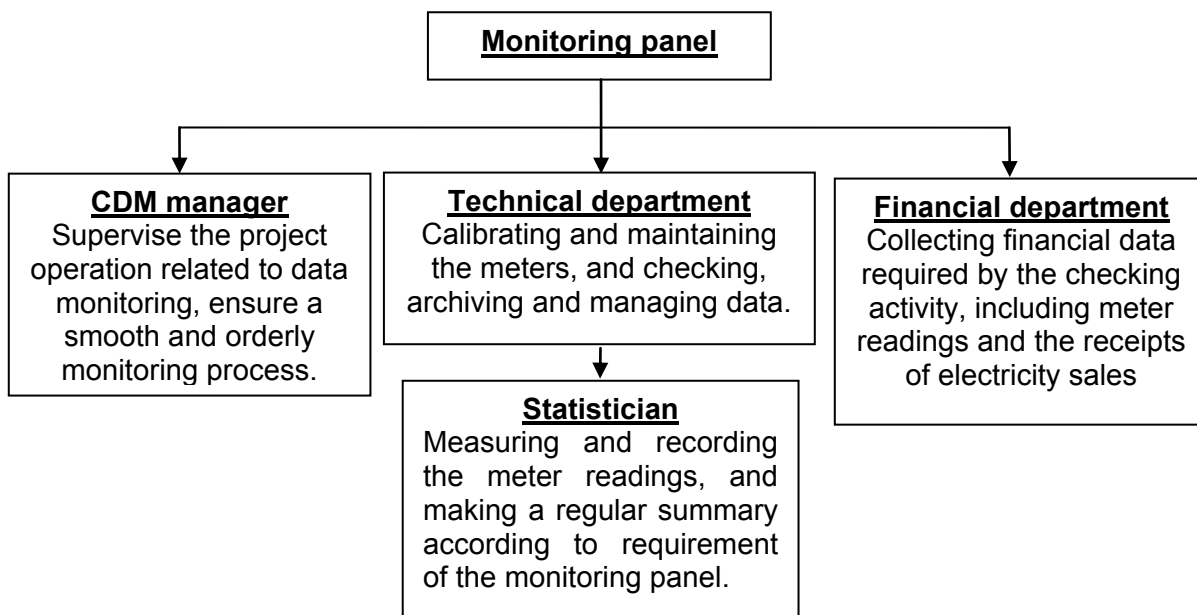 Monitoring panel
CDM manager
Supervise the project
operation related to data
monitoring, ensure a
smooth and orderly
monitoring process.
Technical department
Calibrating and maintaining
the meters, and checking,
archiving and managing data.
Financial department
Collecting financial data
required by the checking
activity, including meter
readings and the receipts
of electricity sales
Statistician
Measuring and recording
the meter readings, and
making a regular summary
according to requirement
of the monitoring panel.